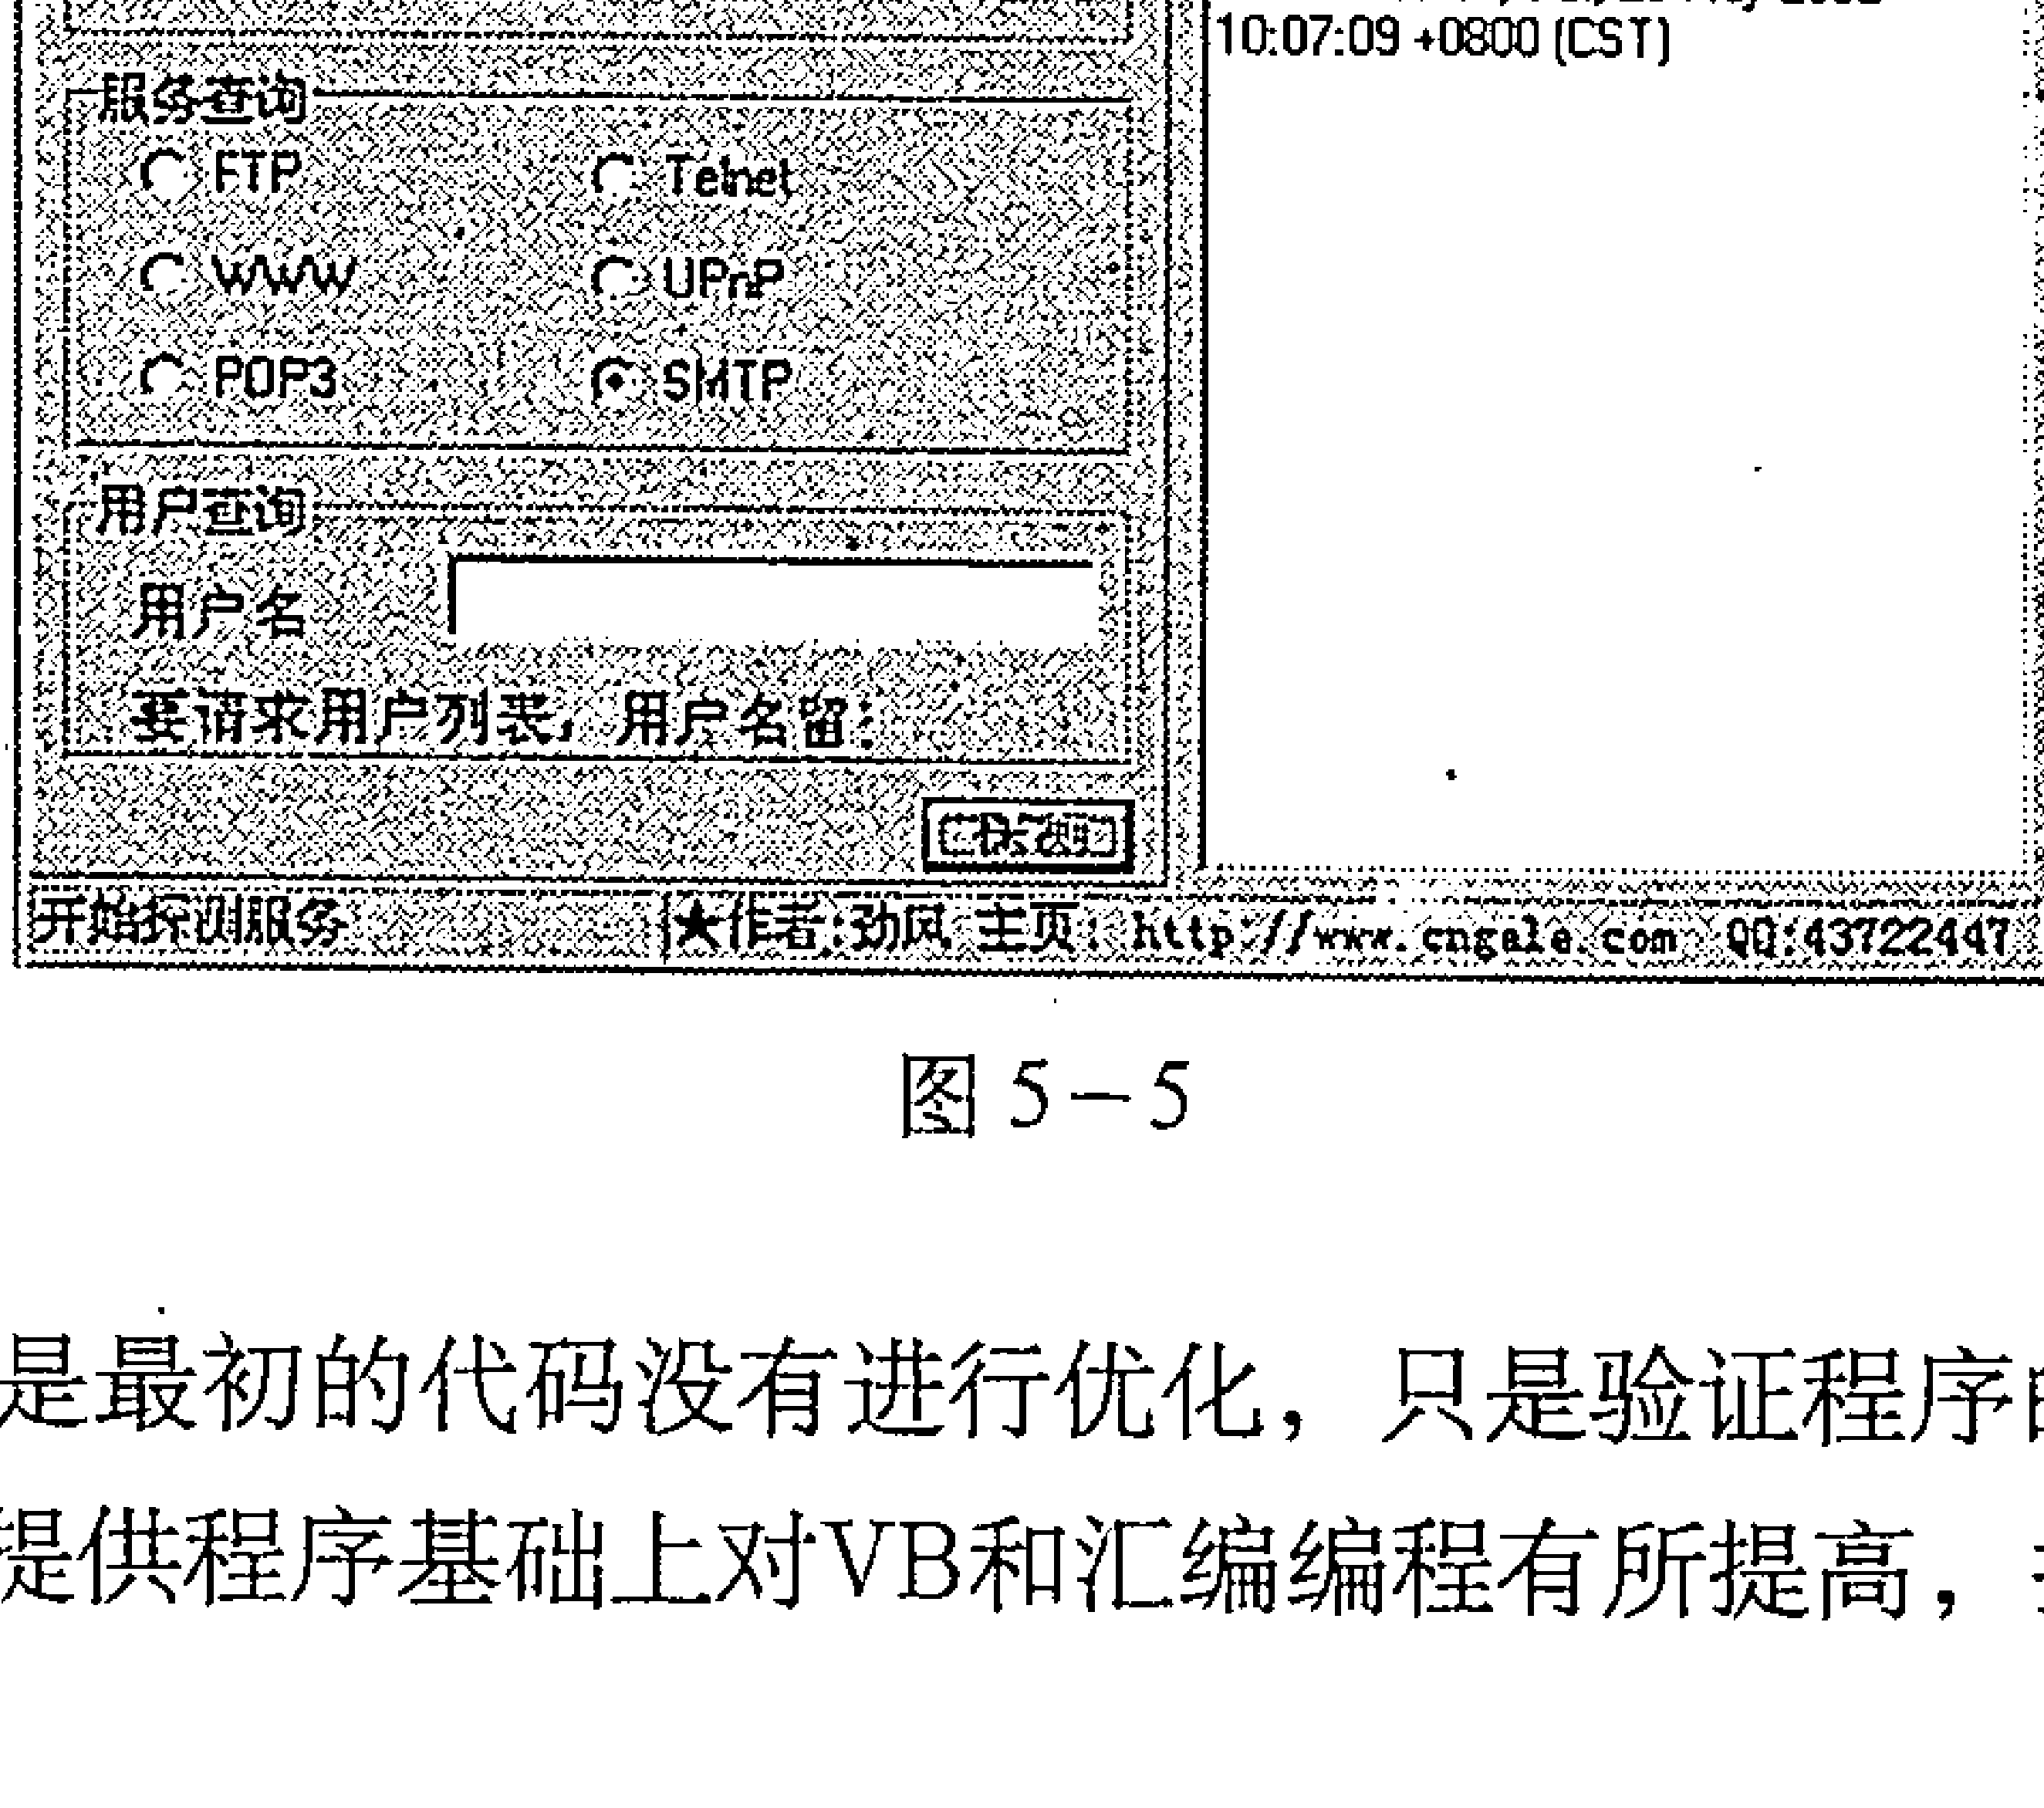 10:07:09 +0800 (CST)
服务查询
FTP Telnet
WWW UPnP
POP3 SMTP
用户查询
用户名
要请求用户列表，用户名留:
开始探测服务 ★作者:劲风 主页: http://www.cngale.com QQ:43722447
图 5－5
是最初的代码没有进行优化，只是验证程序
提供程序基础上对VB和汇编编程有所提高，